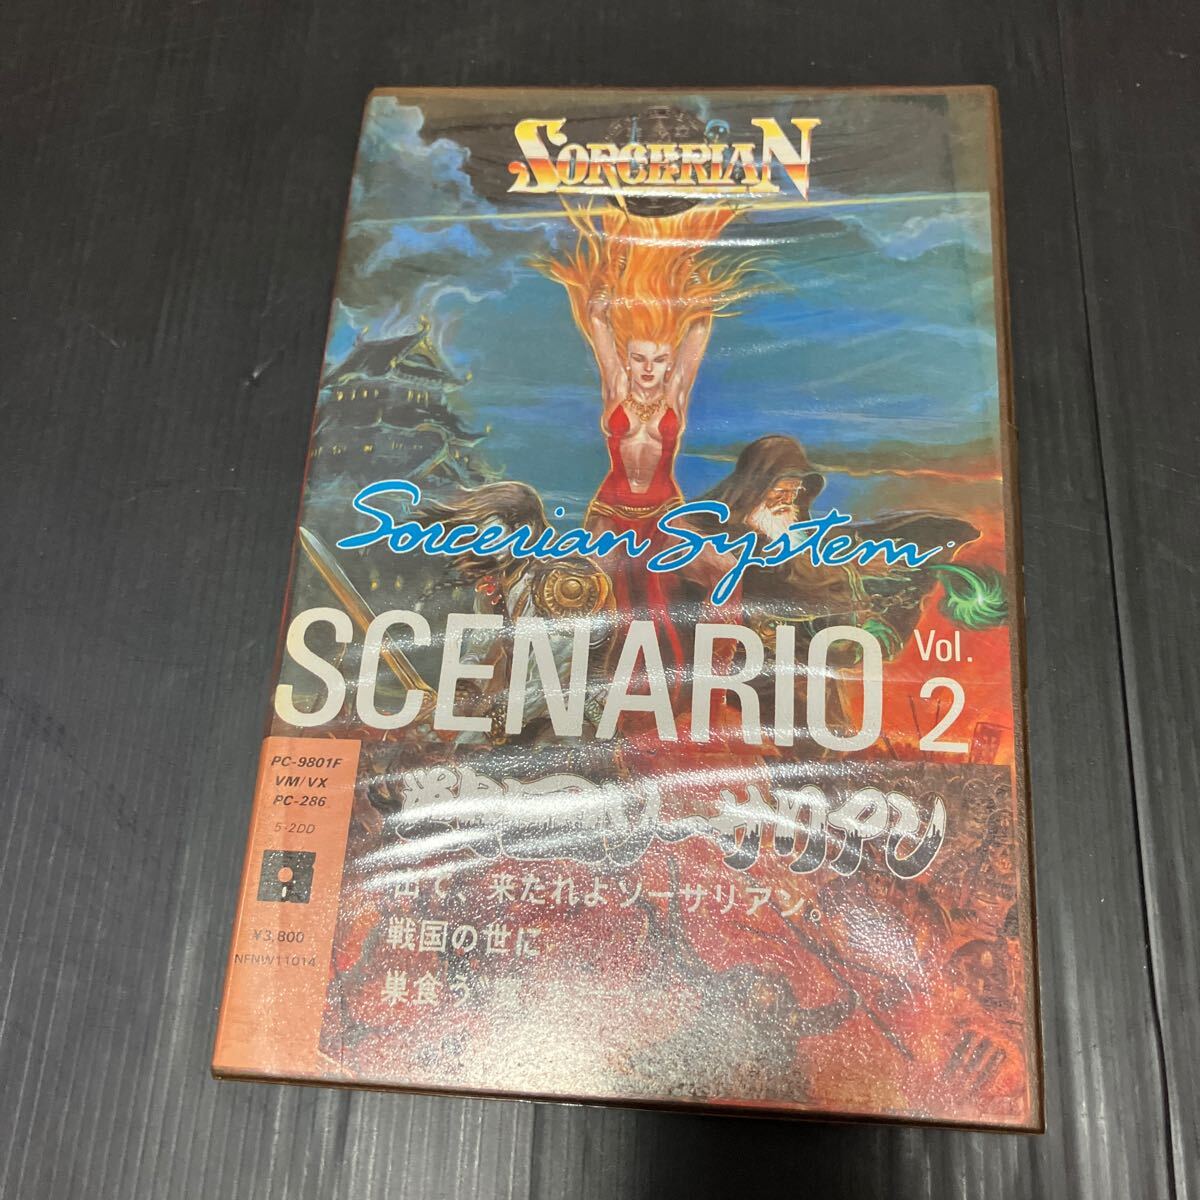 SORCERIAN
Sorcerian System
SCENARIO Vol. 2
PC-9801F
VM/VX
PC-286
5-2DD
¥3,800
NFNW11014
戦国ソーサリアン
出で、来たれよソーサリアン。
戦国の世に
巣食う"